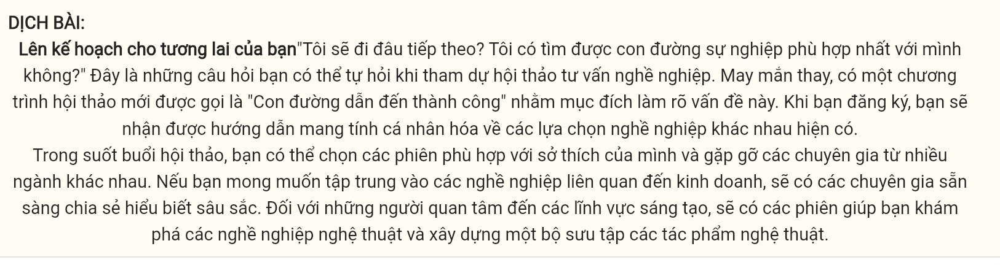 DỊCH BÀI:
Lên kế hoạch cho tương lai của bạn"Tôi sẽ đi đâu tiếp theo? Tôi có tìm được con đường sự nghiệp phù hợp nhất với mình
không?" Đây là những câu hỏi bạn có thể tự hỏi khi tham dự hội thảo tư vấn nghề nghiệp. May mắn thay, có một chương
trình hội thảo mới được gọi là "Con đường dẫn đến thành công" nhằm mục đích làm rõ vấn đề này. Khi bạn đăng ký, bạn sẽ
nhận được hướng dẫn mang tính cá nhân hóa về các lựa chọn nghề nghiệp khác nhau hiện có.
Trong suốt buổi hội thảo, bạn có thể chọn các phiên phù hợp với sở thích của mình và gặp gỡ các chuyên gia từ nhiều
ngành khác nhau. Nếu bạn mong muốn tập trung vào các nghề nghiệp liên quan đến kinh doanh, sẽ có các chuyên gia sẵn
sàng chia sẻ hiểu biết sâu sắc. Đối với những người quan tâm đến các lĩnh vực sáng tạo, sẽ có các phiên giúp bạn khám
phá các nghề nghiệp nghệ thuật và xây dựng một bộ sưu tập các tác phẩm nghệ thuật.